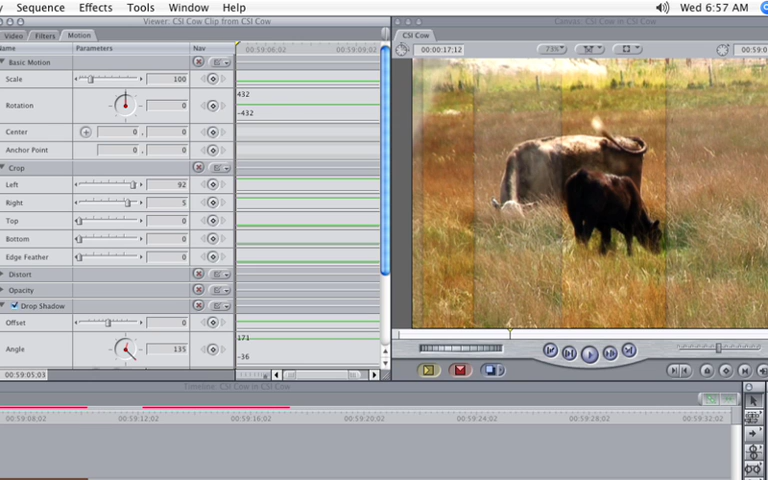 Sequence Effects Tools Window Help Wed 6:57 AM
Viewer: CSI Cow Clip from CSI Cow
Canvas: CSI Cow in CSI Cow
Video Filters Motion
CSI Cow
Name Parameters Nav 00:59:06;02 00:59:09;02
00:00:17;12 73% 00:59:0
Basic Motion
Scale 100
Rotation 0 432
-432
Center 0 , 0
Anchor Point 0 , 0
Crop
Left 92
Right 5
Top 0
Bottom 0
Edge Feather 0
Distort
Opacity
Drop Shadow
Offset 0
Angle 135 171
-36
00:59:05;03
Timeline: CSI Cow in CSI Cow
00:59:08;02 00:59:12;02 00:59:16;02 00:59:20;02 00:59:24;02 00:59:28;02 00:59:32;02